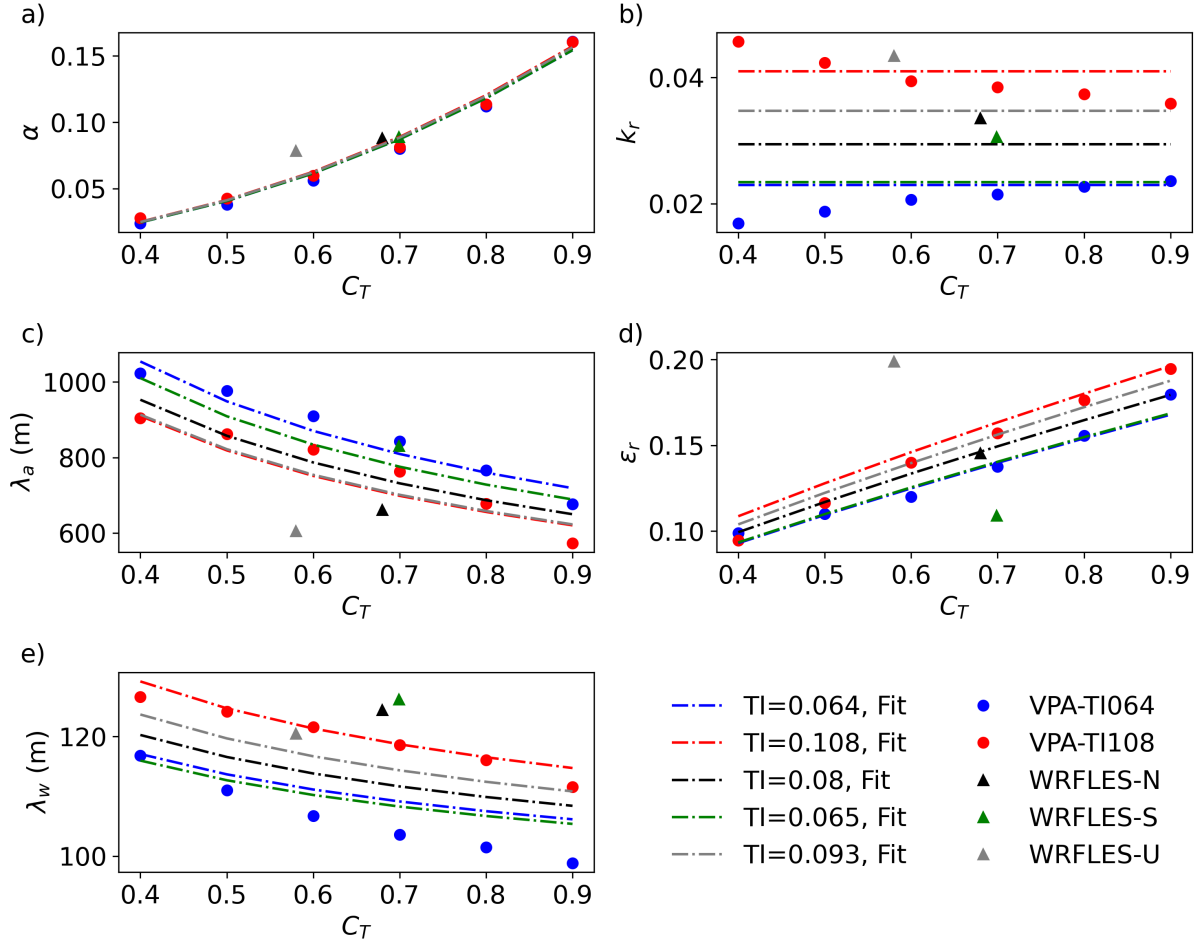 a)
0.15
0.10
0.05
α
0.4 0.5 0.6 0.7 0.8 0.9
C_T
b)
0.04
0.02
k_r
0.4 0.5 0.6 0.7 0.8 0.9
C_T
c)
1000
800
600
λ_a (m)
0.4 0.5 0.6 0.7 0.8 0.9
C_T
d)
0.20
0.15
0.10
ε_r
0.4 0.5 0.6 0.7 0.8 0.9
C_T
e)
120
100
λ_w (m)
0.4 0.5 0.6 0.7 0.8 0.9
C_T
TI=0.064, Fit
TI=0.108, Fit
TI=0.08, Fit
TI=0.065, Fit
TI=0.093, Fit
VPA-TI064
VPA-TI108
WRFLES-N
WRFLES-S
WRFLES-U